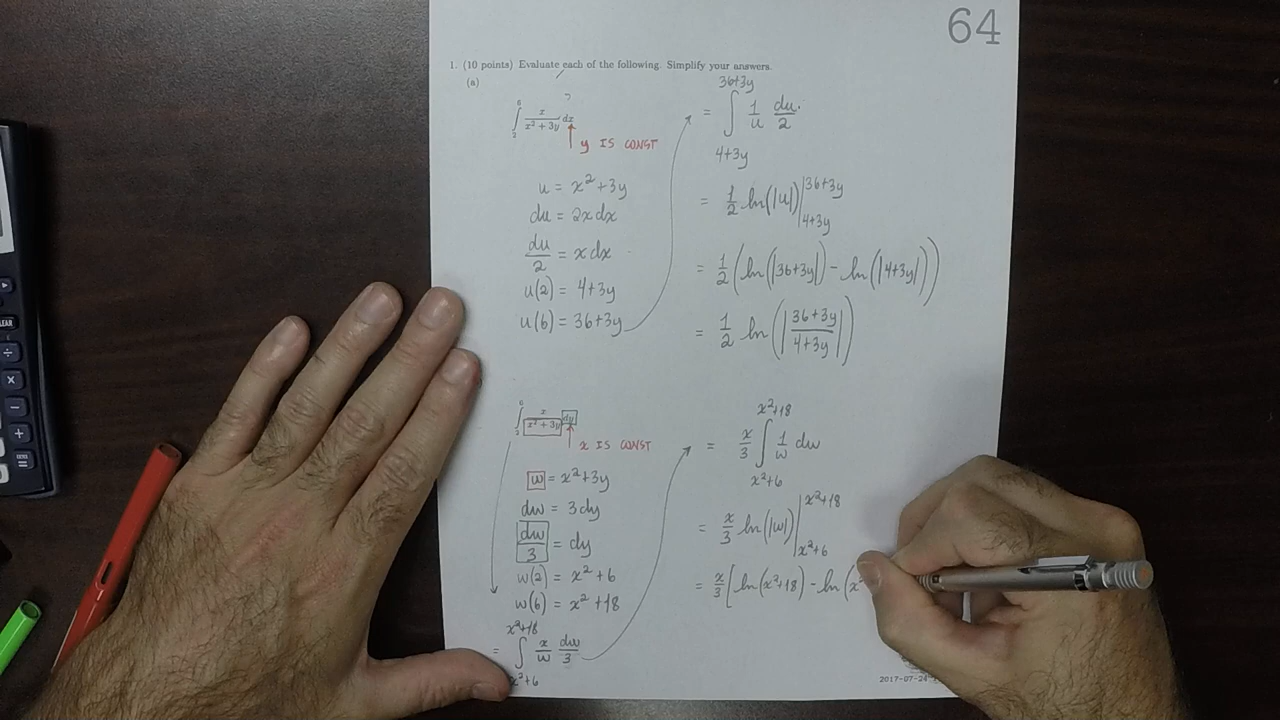 64
1. (10 points) Evaluate each of the following. Simplify your answers.
(a)
∫₂⁶ x/(x² + 3y) dx
y IS CONST
u = x² + 3y
du = 2x dx
du/2 = x dx
u(2) = 4+3y
u(6) = 36+3y
= ∫_{4+3y}^{36+3y} 1/u du/2
= 1/2 ln(|u|) |_{4+3y}^{36+3y}
= 1/2 (ln(|36+3y|) - ln(|4+3y|))
= 1/2 ln(|(36+3y)/(4+3y)|)
∫₂⁶ x/(x² + 3y) dy
x IS CONST
w = x²+3y
dw = 3dy
dw/3 = dy
w(2) = x² + 6
w(6) = x² + 18
= ∫_{x²+6}^{x²+18} x/w dw/3
= x/3 ∫_{x²+6}^{x²+18} 1/w dw
= x/3 ln(|w|) |_{x²+6}^{x²+18}
= x/3 [ln(x²+18) - ln(x²
2017-07-24
CLEAR
÷
×
−
+
=